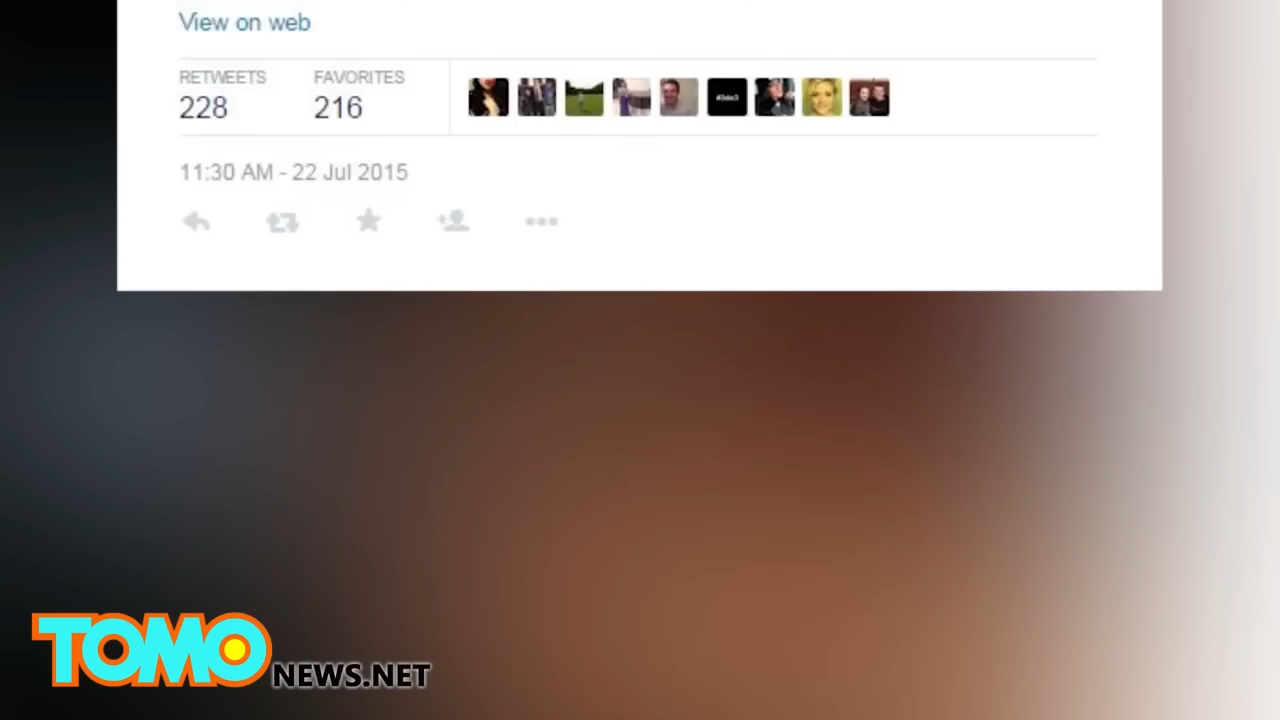 View on web
RETWEETS FAVORITES
228 216
11:30 AM - 22 Jul 2015
TOMO NEWS.NET